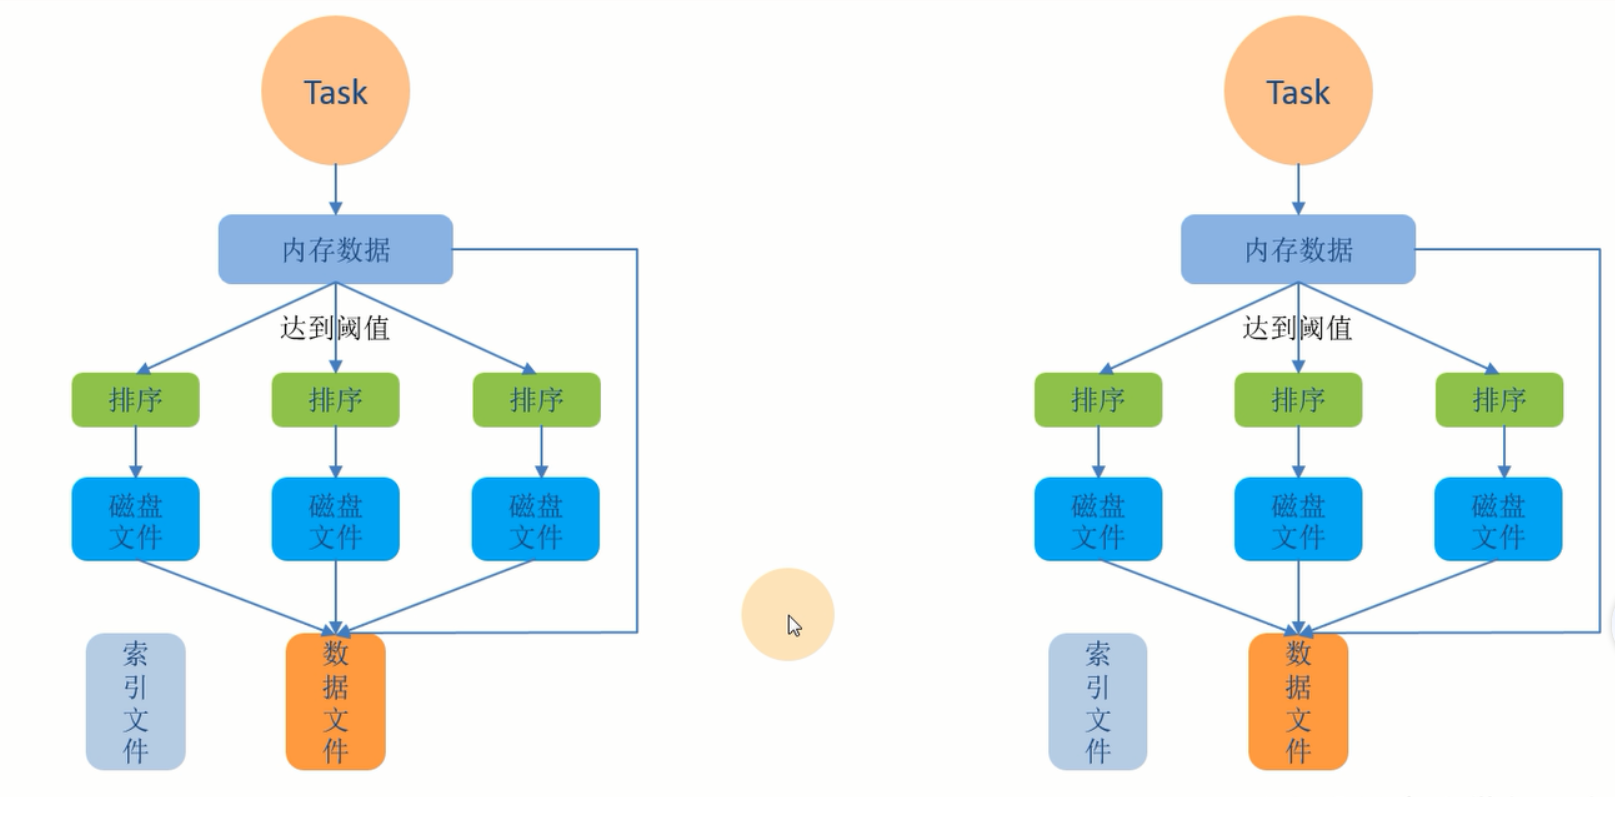 Task
内存数据
达到阈值
排序
排序
排序
磁盘
文件
磁盘
文件
磁盘
文件
索
引
文
件
数
据
文
件
Task
内存数据
达到阈值
排序
排序
排序
磁盘
文件
磁盘
文件
磁盘
文件
索
引
文
件
数
据
文
件